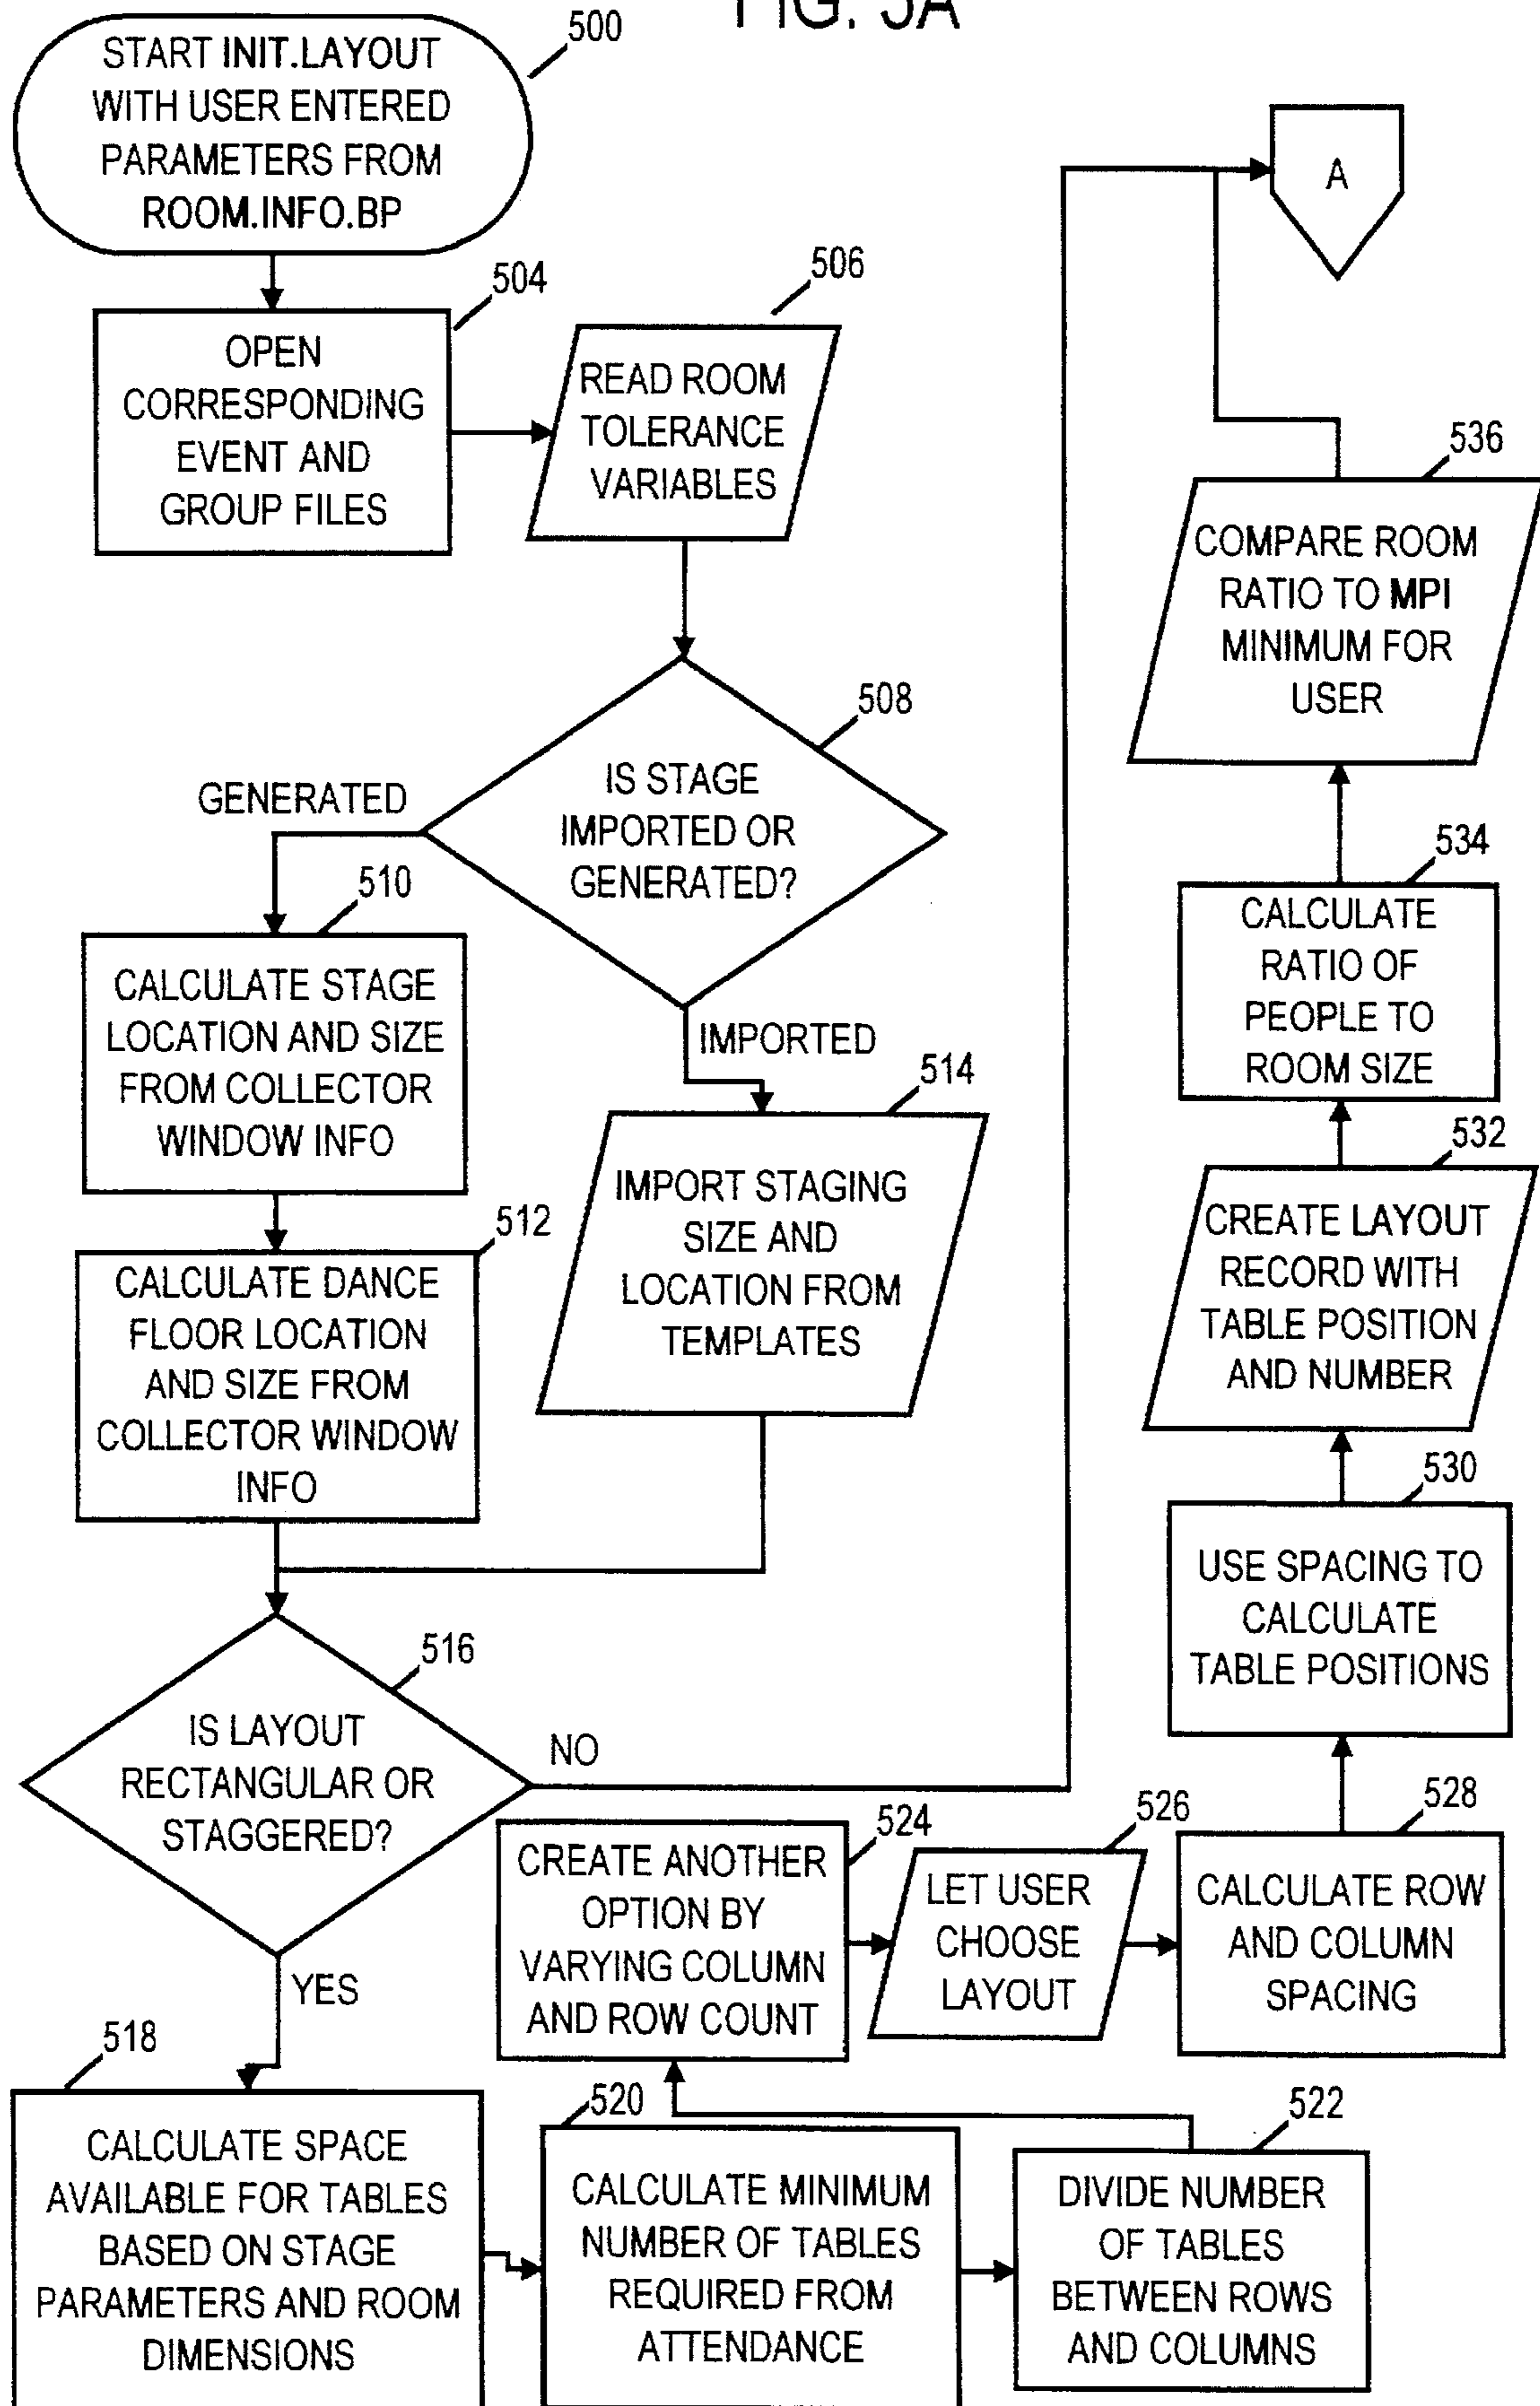 FIG. 5A
500
START INIT.LAYOUT
WITH USER ENTERED
PARAMETERS FROM
ROOM.INFO.BP
504
OPEN
CORRESPONDING
EVENT AND
GROUP FILES
506
READ ROOM
TOLERANCE
VARIABLES
508
IS STAGE
IMPORTED OR
GENERATED?
GENERATED
510
CALCULATE STAGE
LOCATION AND SIZE
FROM COLLECTOR
WINDOW INFO
512
CALCULATE DANCE
FLOOR LOCATION
AND SIZE FROM
COLLECTOR WINDOW
INFO
IMPORTED
514
IMPORT STAGING
SIZE AND
LOCATION FROM
TEMPLATES
516
IS LAYOUT
RECTANGULAR OR
STAGGERED?
NO
YES
518
CALCULATE SPACE
AVAILABLE FOR TABLES
BASED ON STAGE
PARAMETERS AND ROOM
DIMENSIONS
520
CALCULATE MINIMUM
NUMBER OF TABLES
REQUIRED FROM
ATTENDANCE
522
DIVIDE NUMBER
OF TABLES
BETWEEN ROWS
AND COLUMNS
524
CREATE ANOTHER
OPTION BY
VARYING COLUMN
AND ROW COUNT
526
LET USER
CHOOSE
LAYOUT
528
CALCULATE ROW
AND COLUMN
SPACING
530
USE SPACING TO
CALCULATE
TABLE POSITIONS
532
CREATE LAYOUT
RECORD WITH
TABLE POSITION
AND NUMBER
534
CALCULATE
RATIO OF
PEOPLE TO
ROOM SIZE
536
COMPARE ROOM
RATIO TO MPI
MINIMUM FOR
USER
A